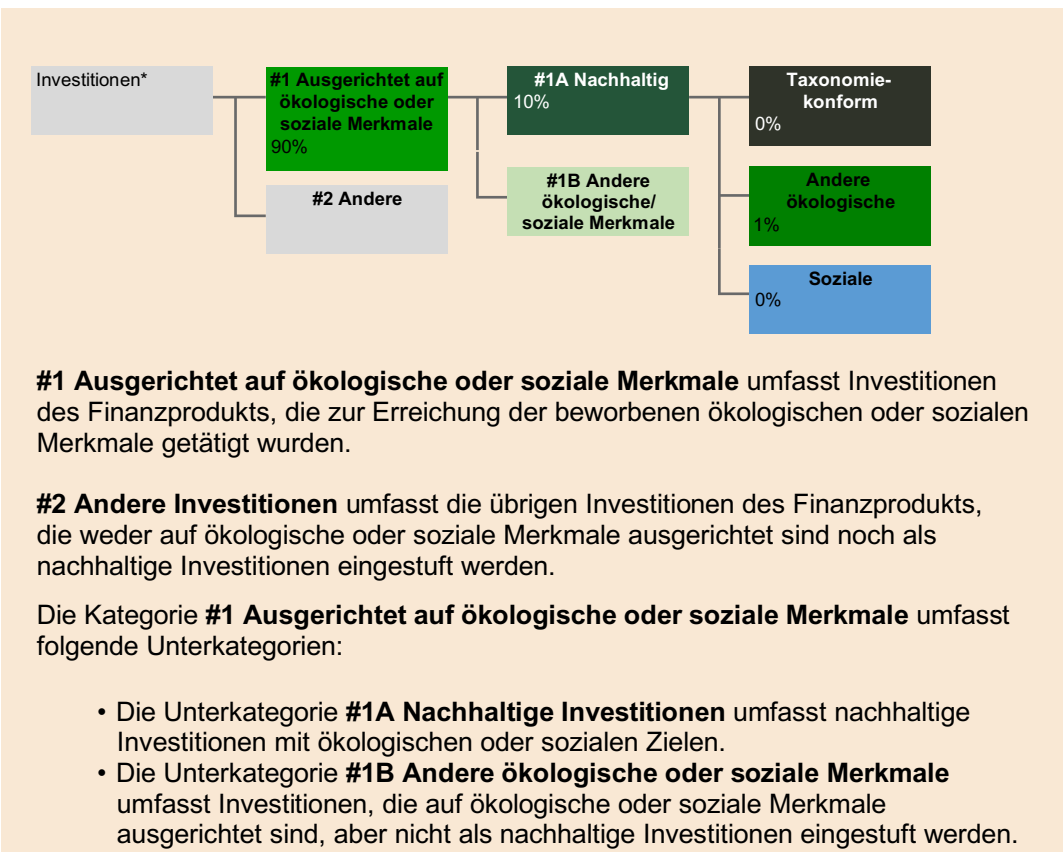 Investitionen*
#1 Ausgerichtet auf
ökologische oder
soziale Merkmale
90%
#2 Andere
#1A Nachhaltig
10%
#1B Andere
ökologische/
soziale Merkmale
Taxonomie-
konform
0%
Andere
ökologische
1%
Soziale
0%
#1 Ausgerichtet auf ökologische oder soziale Merkmale umfasst Investitionen
des Finanzprodukts, die zur Erreichung der beworbenen ökologischen oder sozialen
Merkmale getätigt wurden.
#2 Andere Investitionen umfasst die übrigen Investitionen des Finanzprodukts,
die weder auf ökologische oder soziale Merkmale ausgerichtet sind noch als
nachhaltige Investitionen eingestuft werden.
Die Kategorie #1 Ausgerichtet auf ökologische oder soziale Merkmale umfasst
folgende Unterkategorien:
• Die Unterkategorie #1A Nachhaltige Investitionen umfasst nachhaltige
Investitionen mit ökologischen oder sozialen Zielen.
• Die Unterkategorie #1B Andere ökologische oder soziale Merkmale
umfasst Investitionen, die auf ökologische oder soziale Merkmale
ausgerichtet sind, aber nicht als nachhaltige Investitionen eingestuft werden.